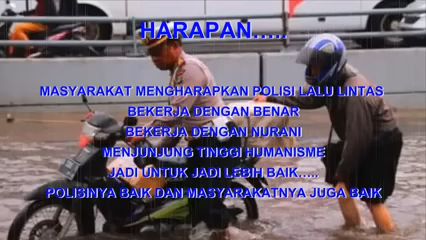 HARAPAN.....
MASYARAKAT MENGHARAPKAN POLISI LALU LINTAS
BEKERJA DENGAN BENAR
BEKERJA DENGAN NURANI
MENJUNJUNG TINGGI HUMANISME
JADI UNTUK JADI LEBIH BAIK.....
POLISINYA BAIK DAN MASYARAKATNYA JUGA BAIK